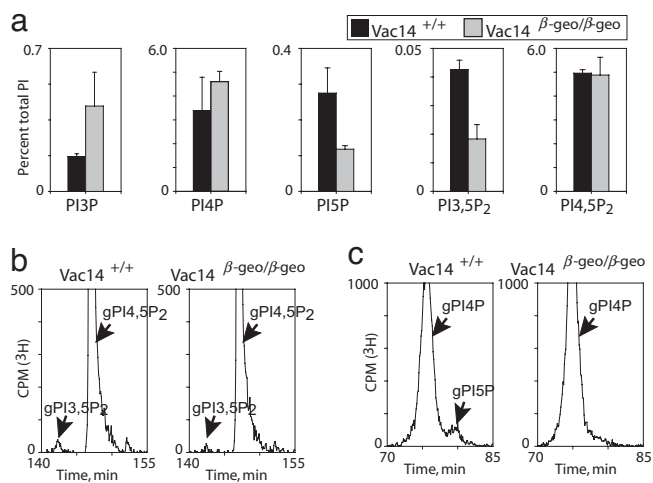 a
Vac14 +/+ Vac14 β-geo/β-geo
Percent total PI
0.7
0
PI3P
6.0
0
PI4P
0.4
0
PI5P
0.05
0
PI3,5P2
6.0
0
PI4,5P2
b
Vac14 +/+
CPM (3H)
500
0
gPI4,5P2
gPI3,5P2
140 155
Time, min
Vac14 β-geo/β-geo
500
0
gPI4,5P2
gPI3,5P2
140 155
Time, min
c
Vac14 +/+
CPM (3H)
1000
0
gPI4P
gPI5P
70 85
Time, min
Vac14 β-geo/β-geo
1000
0
gPI4P
70 85
Time, min